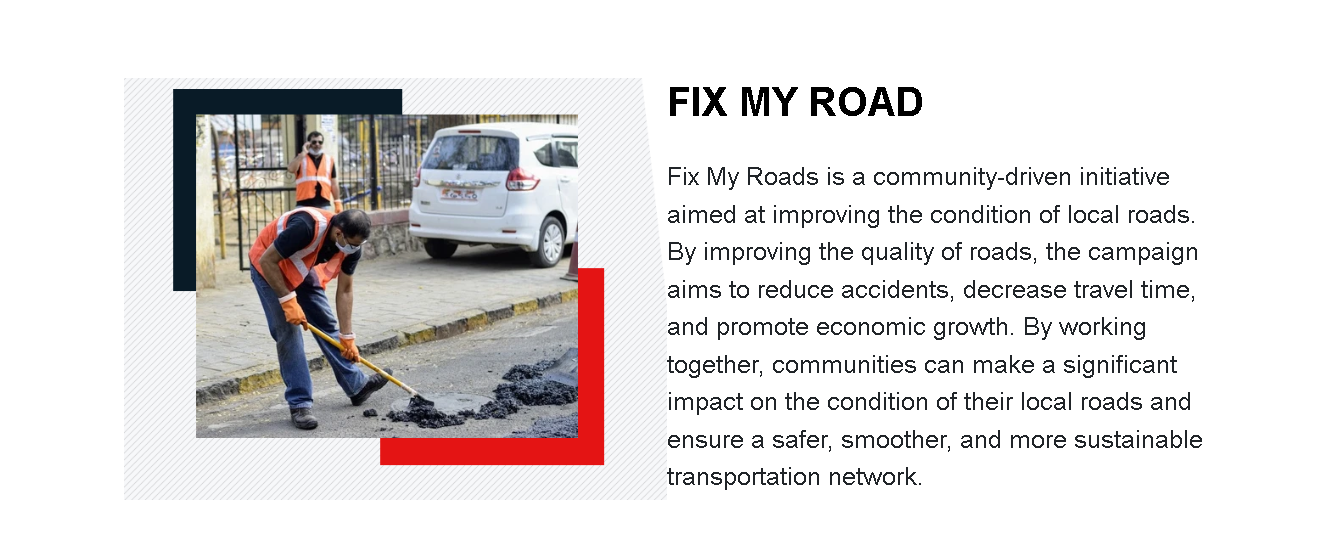 FIX MY ROAD
Fix My Roads is a community-driven initiative
aimed at improving the condition of local roads.
By improving the quality of roads, the campaign
aims to reduce accidents, decrease travel time,
and promote economic growth. By working
together, communities can make a significant
impact on the condition of their local roads and
ensure a safer, smoother, and more sustainable
transportation network.